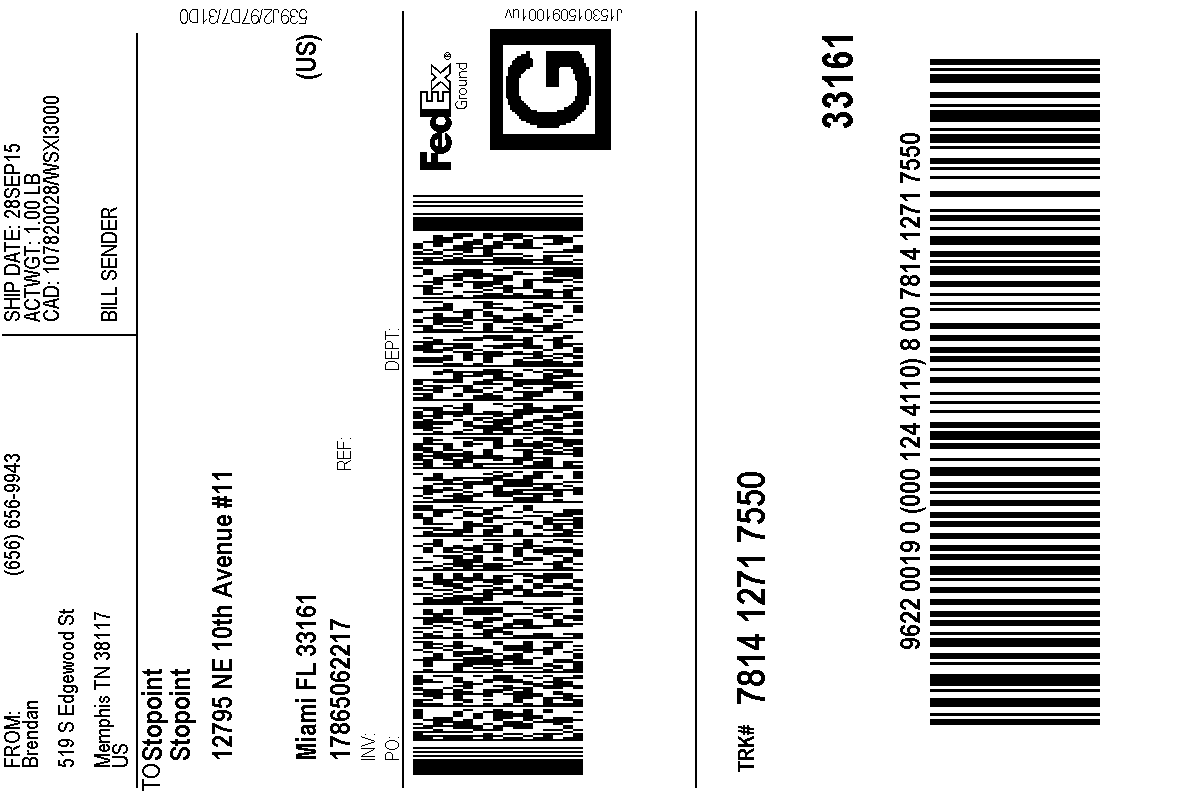 FROM:
Brendan
(656) 656-9943
519 S Edgewood St
Memphis TN 38117
US
SHIP DATE: 28SEP15
ACTWGT: 1.00 LB
CAD: 107820028/WSXI3000
BILL SENDER
TO Stopoint
Stopoint
12795 NE 10th Avenue #11
Miami FL 33161
(US)
17865062217
REF:
INV:
PO:
DEPT:
539J2/97D7/31D0
FedEx®
Ground
G
J153015091001uv
TRK# 7814 1271 7550
33161
9622 0019 0 (000 124 4110) 8 00 7814 1271 7550